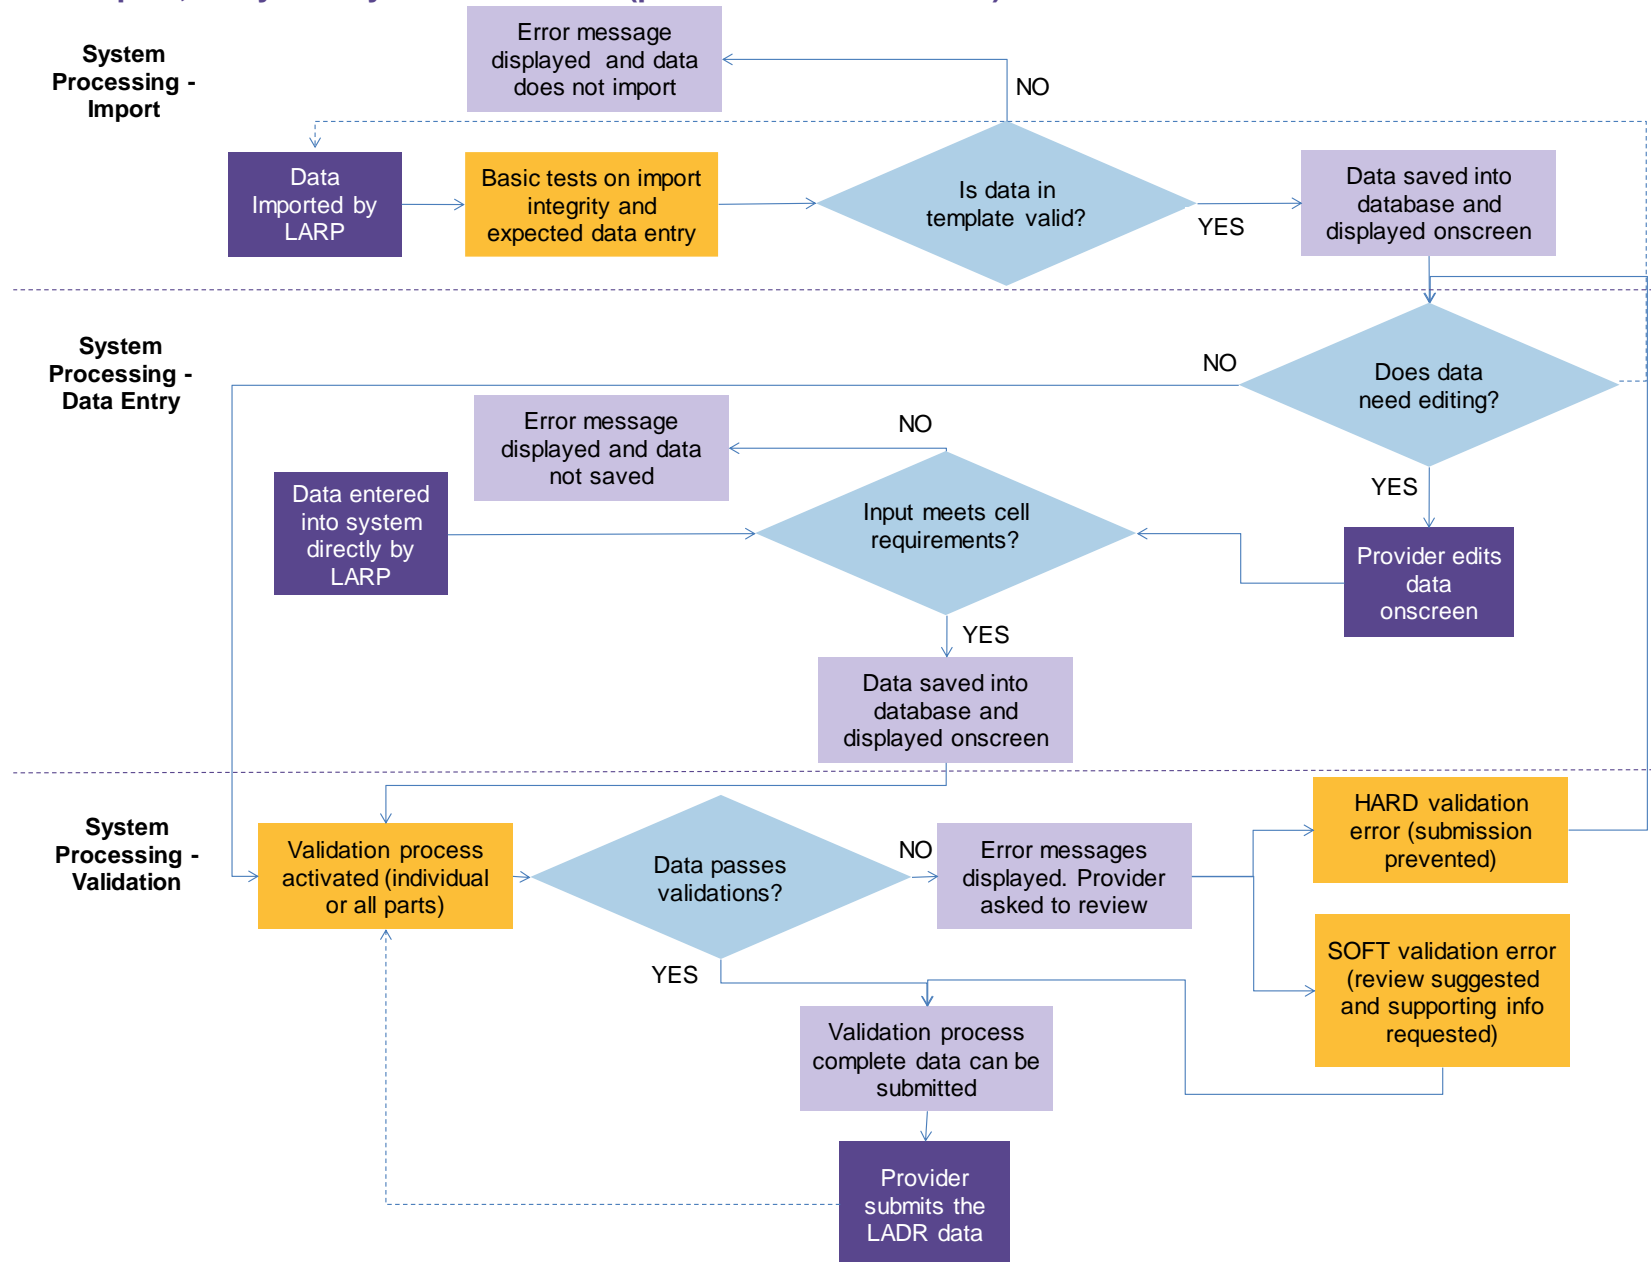 System
Processing -
Import
Error message
displayed and data
does not import
NO
Data
Imported by
LARP
Basic tests on import
integrity and
expected data entry
Is data in
template valid?
YES
Data saved into
database and
displayed onscreen
System
Processing -
Data Entry
NO
Does data
need editing?
YES
Error message
displayed and data
not saved
NO
Data entered
into system
directly by
LARP
Input meets cell
requirements?
Provider edits
data
onscreen
YES
Data saved into
database and
displayed onscreen
System
Processing -
Validation
Validation process
activated (individual
or all parts)
Data passes
validations?
NO
Error messages
displayed. Provider
asked to review
HARD validation
error (submission
prevented)
SOFT validation error
(review suggested
and supporting info
requested)
YES
Validation process
complete data can be
submitted
Provider
submits the
LADR data